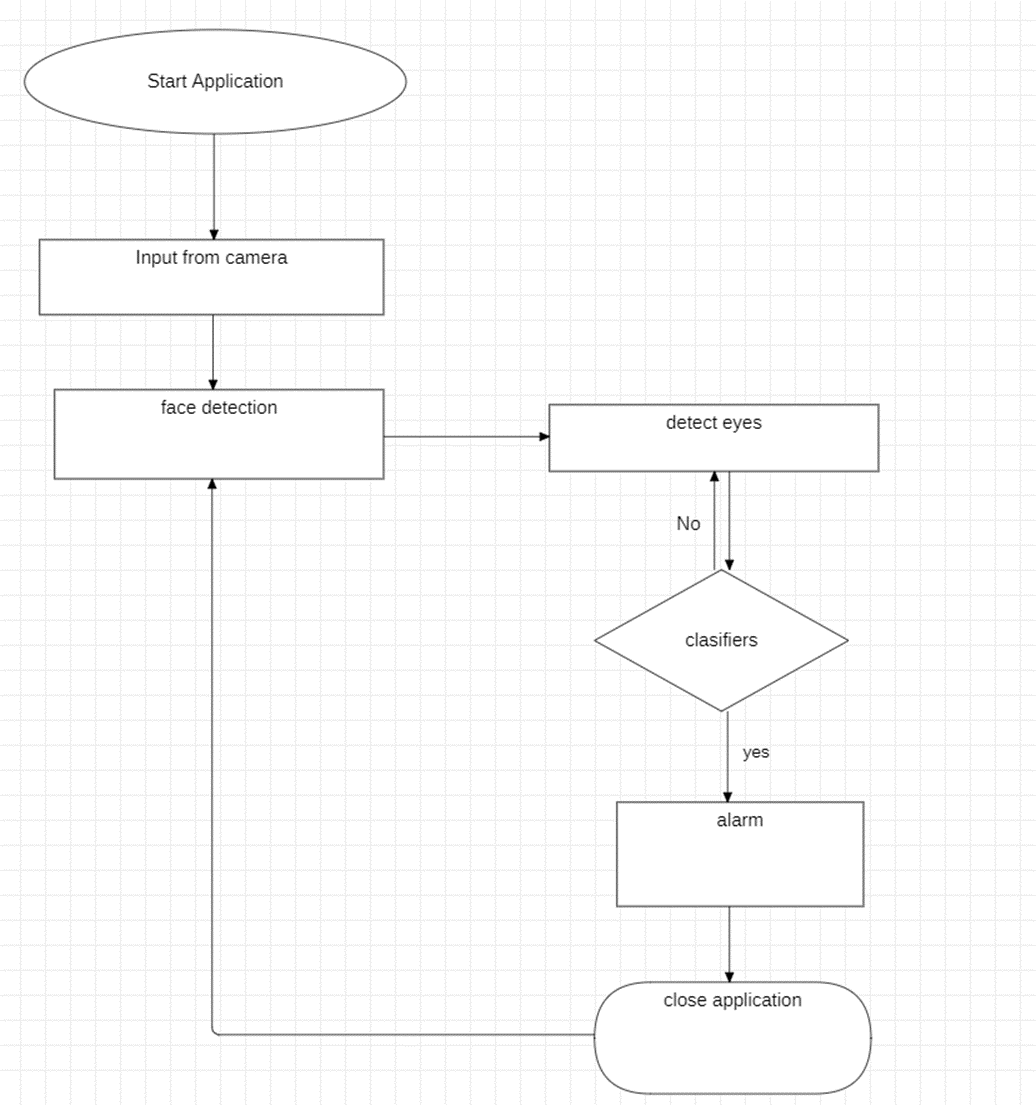 Start Application
Input from camera
face detection
detect eyes
No
clasifiers
yes
alarm
close application